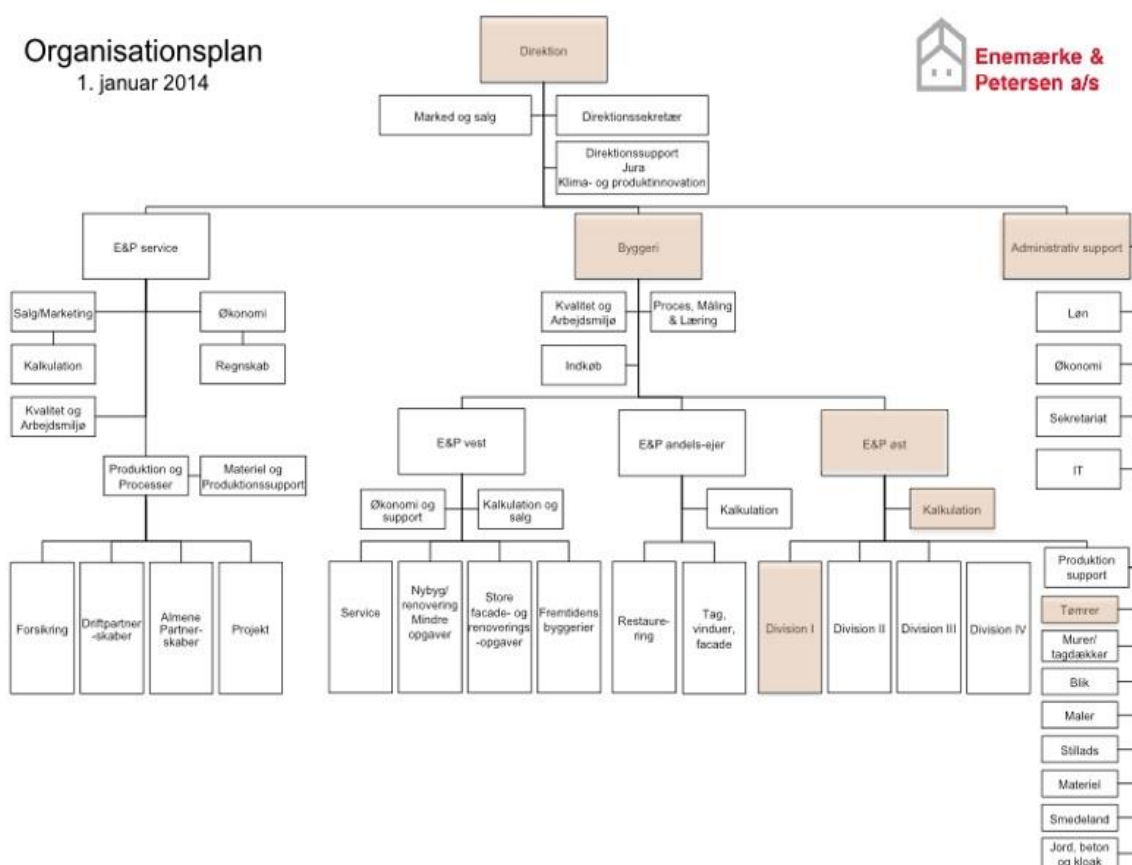 Organisationsplan
1. januar 2014
Enemærke &
Petersen a/s
Direktion
Marked og salg
Direktionssekretær
Direktionssupport
Jura
Klima- og produktinnovation
E&P service
Byggeri
Administrativ support
Salg/Marketing
Økonomi
Kalkulation
Regnskab
Kvalitet og
Arbejdsmiljø
Produktion og
Processer
Materiel og
Produktionssupport
Forsikring
Driftpartner
-skaber
Almene
Partner-
skaber
Projekt
Kvalitet og
Arbejdsmiljø
Proces, Måling
& Læring
Indkøb
E&P vest
E&P andels-ejer
E&P øst
Økonomi og
support
Kalkulation og
salg
Kalkulation
Kalkulation
Service
Nybyg/
renovering
Mindre
opgaver
Store
facade- og
renoverings
-opgaver
Fremtidens
byggerier
Restaure-
ring
Tag,
vinduer,
facade
Division I
Division II
Division III
Division IV
Løn
Økonomi
Sekretariat
IT
Produktion
support
Tømrer
Murer/
tagdækker
Blik
Maler
Stillads
Materiel
Smedeland
Jord, beton
og kloak